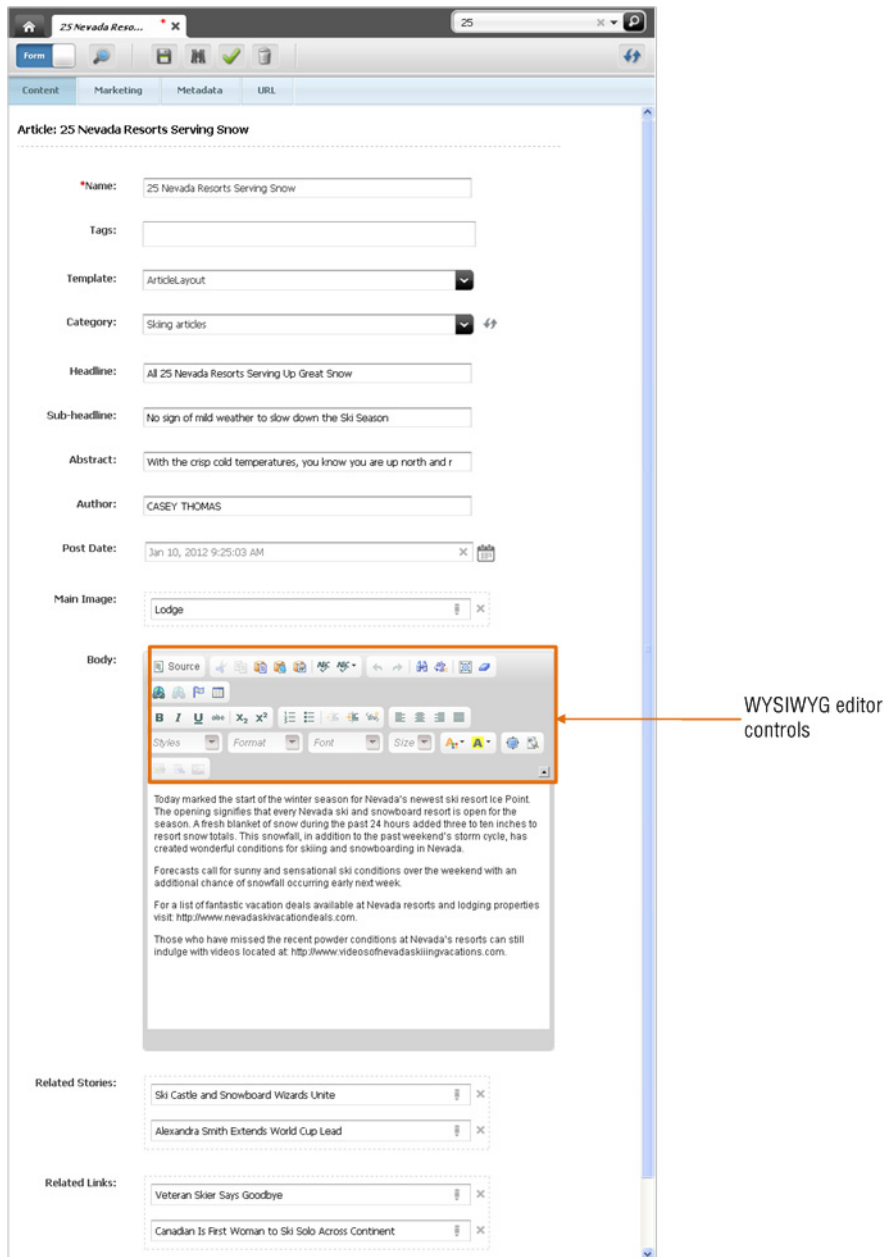 25 Nevada Reso... * 25
Form
Content Marketing Metadata URL
Article: 25 Nevada Resorts Serving Snow
*Name: 25 Nevada Resorts Serving Snow
Tags:
Template: ArticleLayout
Category: Skiing articles
Headline: All 25 Nevada Resorts Serving Up Great Snow
Sub-headline: No sign of mild weather to slow down the Ski Season
Abstract: With the crisp cold temperatures, you know you are up north and r
Author: CASEY THOMAS
Post Date: Jan 10, 2012 9:25:03 AM
Main Image: Lodge
Body:
Source
B I U abc X₂ X²
Styles Format Font Size
WYSIWYG editor
controls
Today marked the start of the winter season for Nevada's newest ski resort Ice Point.
The opening signifies that every Nevada ski and snowboard resort is open for the
season. A fresh blanket of snow during the past 24 hours added three to ten inches to
resort snow totals. This snowfall, in addition to the past weekend's storm cycle, has
created wonderful conditions for skiing and snowboarding in Nevada.
Forecasts call for sunny and sensational ski conditions over the weekend with an
additional chance of snowfall occurring early next week.
For a list of fantastic vacation deals available at Nevada resorts and lodging properties
visit: http://www.nevadaskivacationdeals.com.
Those who have missed the recent powder conditions at Nevada's resorts can still
indulge with videos located at: http://www.videosofnevadaskiiingvacations.com.
Related Stories: Ski Castle and Snowboard Wizards Unite
Alexandra Smith Extends World Cup Lead
Related Links: Veteran Skier Says Goodbye
Canadian Is First Woman to Ski Solo Across Continent